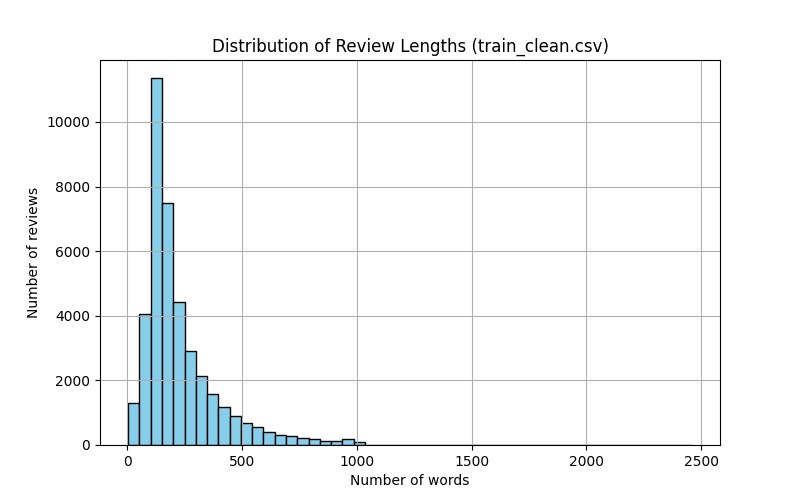 Distribution of Review Lengths (train_clean.csv)
10000
8000
6000
4000
2000
0
Number of reviews
0 500 1000 1500 2000 2500
Number of words